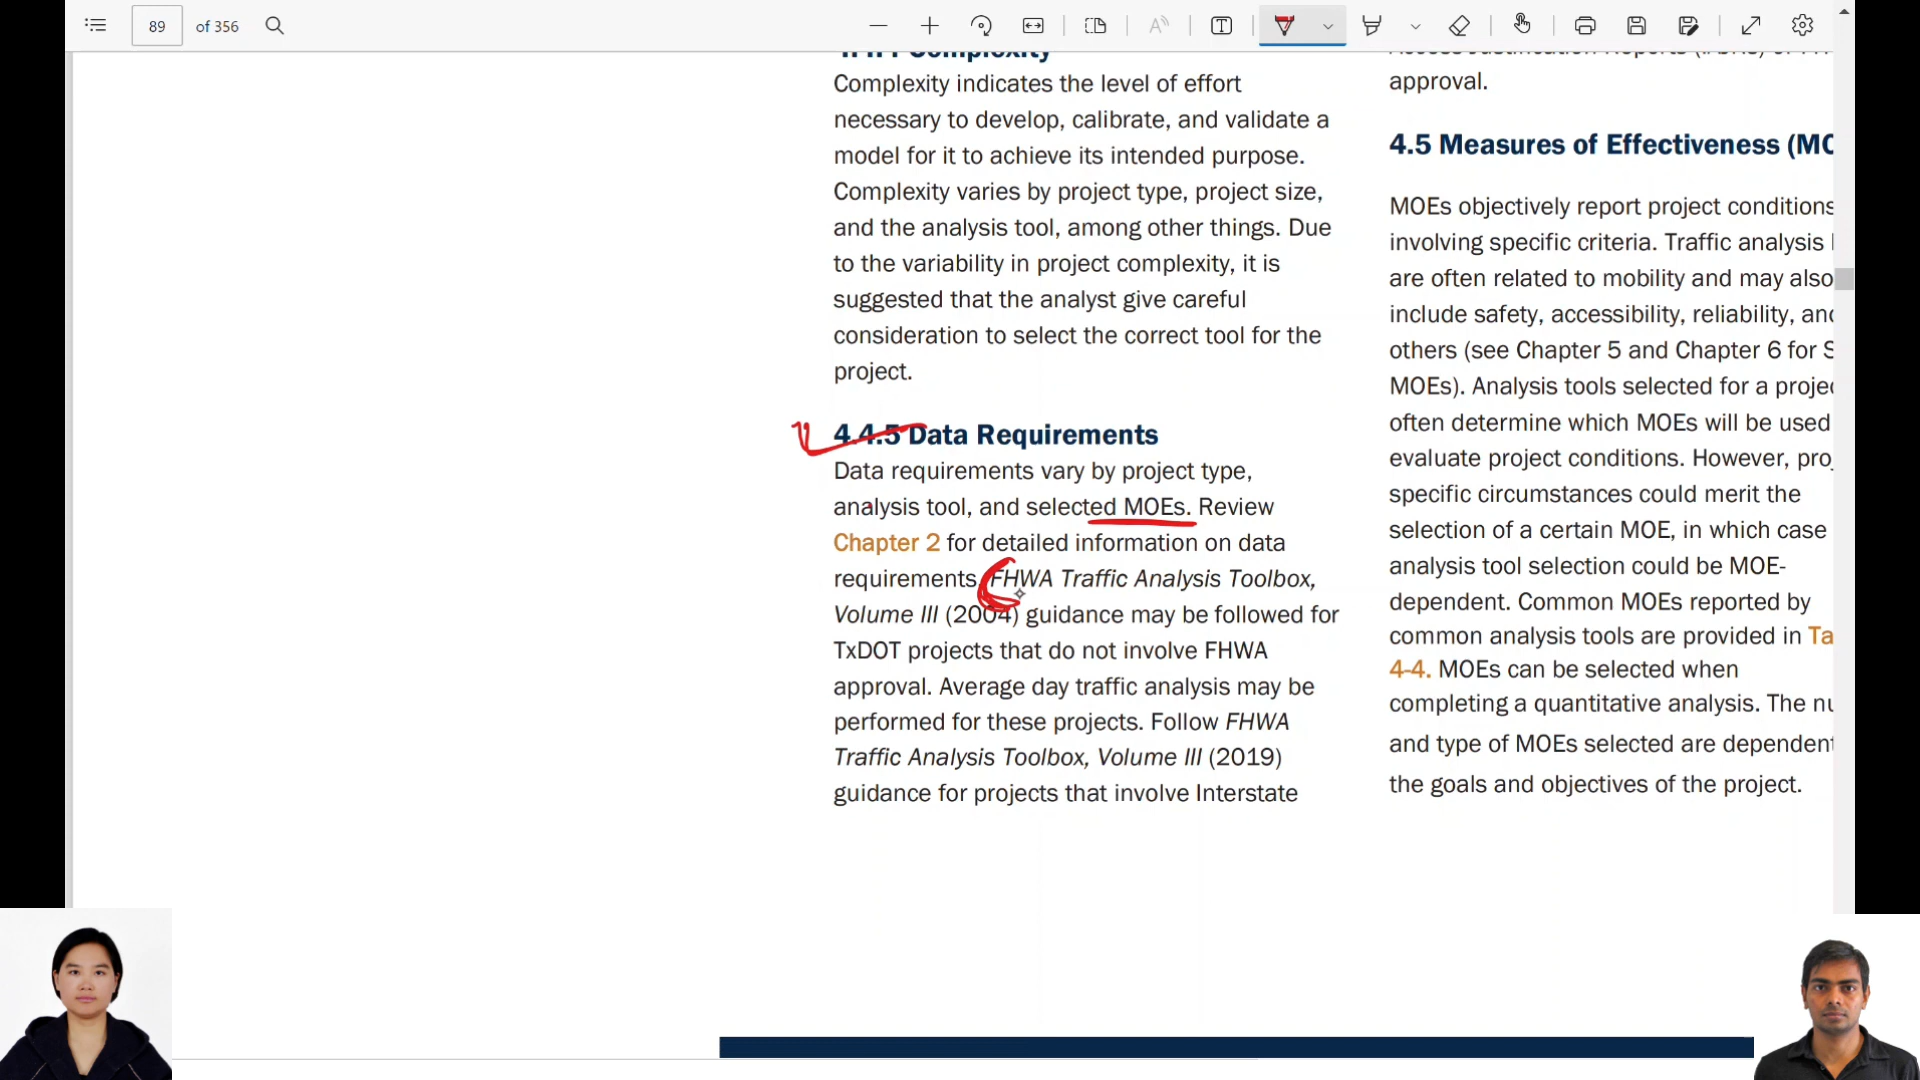 89
of 356
4.4.4 Complexity
Complexity indicates the level of effort
necessary to develop, calibrate, and validate a
model for it to achieve its intended purpose.
Complexity varies by project type, project size,
and the analysis tool, among other things. Due
to the variability in project complexity, it is
suggested that the analyst give careful
consideration to select the correct tool for the
project.
4.4.5 Data Requirements
Data requirements vary by project type,
analysis tool, and selected MOEs. Review
Chapter 2 for detailed information on data
requirements. FHWA Traffic Analysis Toolbox,
Volume III (2004) guidance may be followed for
TxDOT projects that do not involve FHWA
approval. Average day traffic analysis may be
performed for these projects. Follow FHWA
Traffic Analysis Toolbox, Volume III (2019)
guidance for projects that involve Interstate
approval.
4.5 Measures of Effectiveness (MO
MOEs objectively report project conditions
involving specific criteria. Traffic analysis
are often related to mobility and may also
include safety, accessibility, reliability, and
others (see Chapter 5 and Chapter 6 for S
MOEs). Analysis tools selected for a projec
often determine which MOEs will be used
evaluate project conditions. However, proj
specific circumstances could merit the
selection of a certain MOE, in which case
analysis tool selection could be MOE-
dependent. Common MOEs reported by
common analysis tools are provided in Ta
4-4. MOEs can be selected when
completing a quantitative analysis. The nu
and type of MOEs selected are dependent
the goals and objectives of the project.